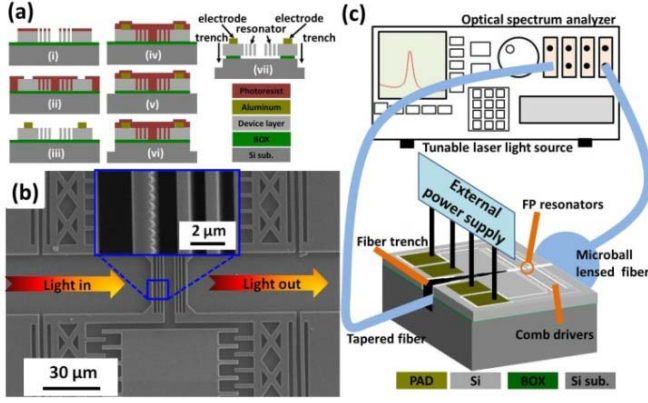 (a)
electrode
resonator
electrode
trench
trench
(i)
(iv)
(vii)
(ii)
(v)
(iii)
(vi)
Photoresist
Aluminum
Device layer
BOX
Si sub.
(b)
2 μm
Light in
Light out
30 μm
(c)
Optical spectrum analyzer
Tunable laser light source
External
power supply
FP resonators
Fiber trench
Microball
lensed fiber
Tapered fiber
Comb drivers
PAD
Si
BOX
Si sub.